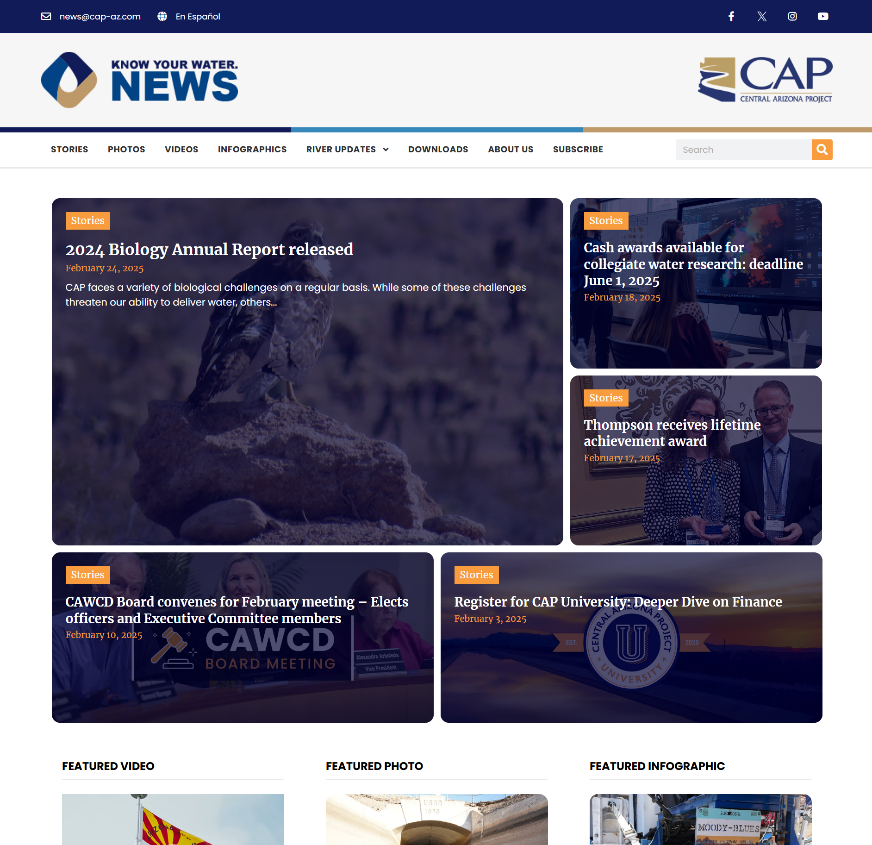 news@cap-az.com
En Español
KNOW YOUR WATER.
NEWS
CAP
CENTRAL ARIZONA PROJECT
STORIES
PHOTOS
VIDEOS
INFOGRAPHICS
RIVER UPDATES
DOWNLOADS
ABOUT US
SUBSCRIBE
Search
Stories
2024 Biology Annual Report released
February 24, 2025
CAP faces a variety of biological challenges on a regular basis. While some of these challenges
threaten our ability to deliver water, others...
Stories
Cash awards available for
collegiate water research: deadline
June 1, 2025
February 18, 2025
Stories
Thompson receives lifetime
achievement award
February 17, 2025
Stories
CAWCD Board convenes for February meeting – Elects
officers and Executive Committee members
February 10, 2025
CAWCD
BOARD MEETING
Vice President
Stories
Register for CAP University: Deeper Dive on Finance
February 3, 2025
CENTRAL ARIZONA PROJECT
EST.
U
UNIVERSITY
FEATURED VIDEO
FEATURED PHOTO
FEATURED INFOGRAPHIC
MOODY-BLUES